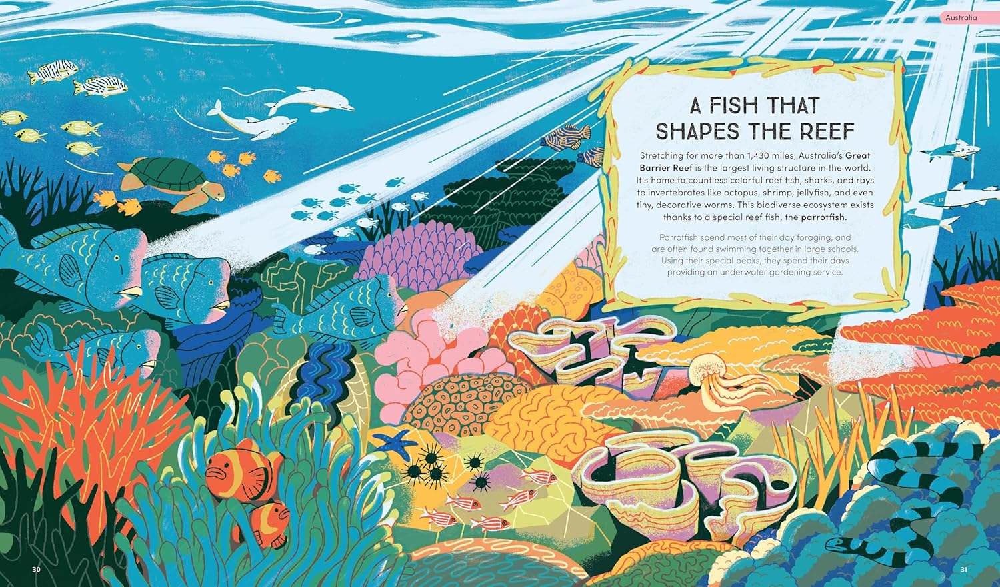 Australia
A FISH THAT
SHAPES THE REEF
Stretching for more than 1,430 miles, Australia's Great
Barrier Reef is the largest living structure in the world.
It's home to countless colorful reef fish, sharks, and rays
to invertebrates like octopus, shrimp, jellyfish, and even
tiny, decorative worms. This biodiverse ecosystem exists
thanks to a special reef fish, the parrotfish.
Parrotfish spend most of their day foraging, and
are often found swimming together in large schools.
Using their special beaks, they spend their days
providing an underwater gardening service.
30
31